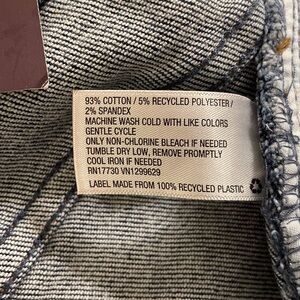 93% COTTON / 5% RECYCLED POLYESTER /
2% SPANDEX
MACHINE WASH COLD WITH LIKE COLORS
GENTLE CYCLE
ONLY NON-CHLORINE BLEACH IF NEEDED
TUMBLE DRY LOW, REMOVE PROMPTLY
COOL IRON IF NEEDED
RN17730 VN1299629
LABEL MADE FROM 100% RECYCLED PLASTIC